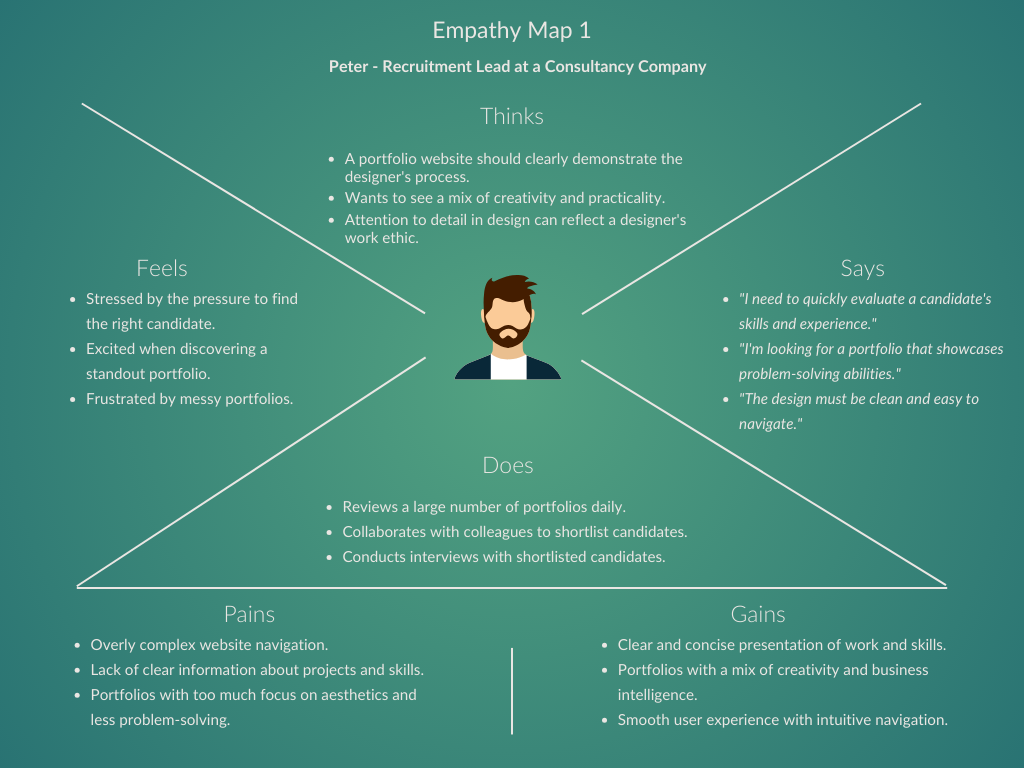 Empathy Map 1
Peter - Recruitment Lead at a Consultancy Company
Thinks
• A portfolio website should clearly demonstrate the
designer's process.
• Wants to see a mix of creativity and practicality.
• Attention to detail in design can reflect a designer's
work ethic.
Feels
• Stressed by the pressure to find
the right candidate.
• Excited when discovering a
standout portfolio.
• Frustrated by messy portfolios.
Says
• "I need to quickly evaluate a candidate's
skills and experience."
• "I'm looking for a portfolio that showcases
problem-solving abilities."
• "The design must be clean and easy to
navigate."
Does
• Reviews a large number of portfolios daily.
• Collaborates with colleagues to shortlist candidates.
• Conducts interviews with shortlisted candidates.
Pains
• Overly complex website navigation.
• Lack of clear information about projects and skills.
• Portfolios with too much focus on aesthetics and
less problem-solving.
Gains
• Clear and concise presentation of work and skills.
• Portfolios with a mix of creativity and business
intelligence.
• Smooth user experience with intuitive navigation.